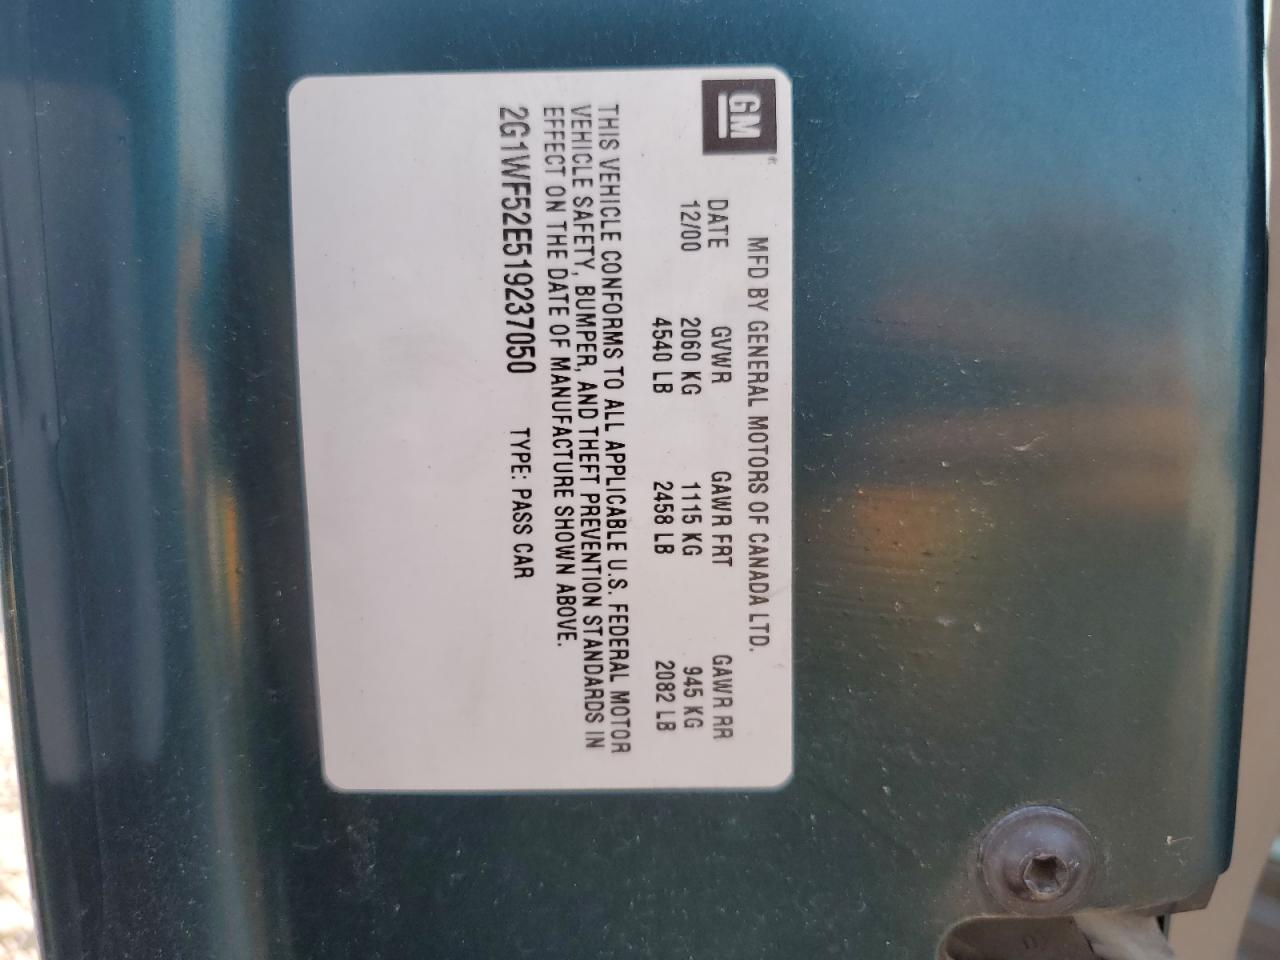 GM
MFD BY GENERAL MOTORS OF CANADA LTD.
DATE GVWR GAWR FRT GAWR RR
12/00 2060 KG 1115 KG 945 KG
4540 LB 2458 LB 2082 LB
THIS VEHICLE CONFORMS TO ALL APPLICABLE U.S. FEDERAL MOTOR
VEHICLE SAFETY, BUMPER, AND THEFT PREVENTION STANDARDS IN
EFFECT ON THE DATE OF MANUFACTURE SHOWN ABOVE.
2G1WF52E519237050 TYPE: PASS CAR